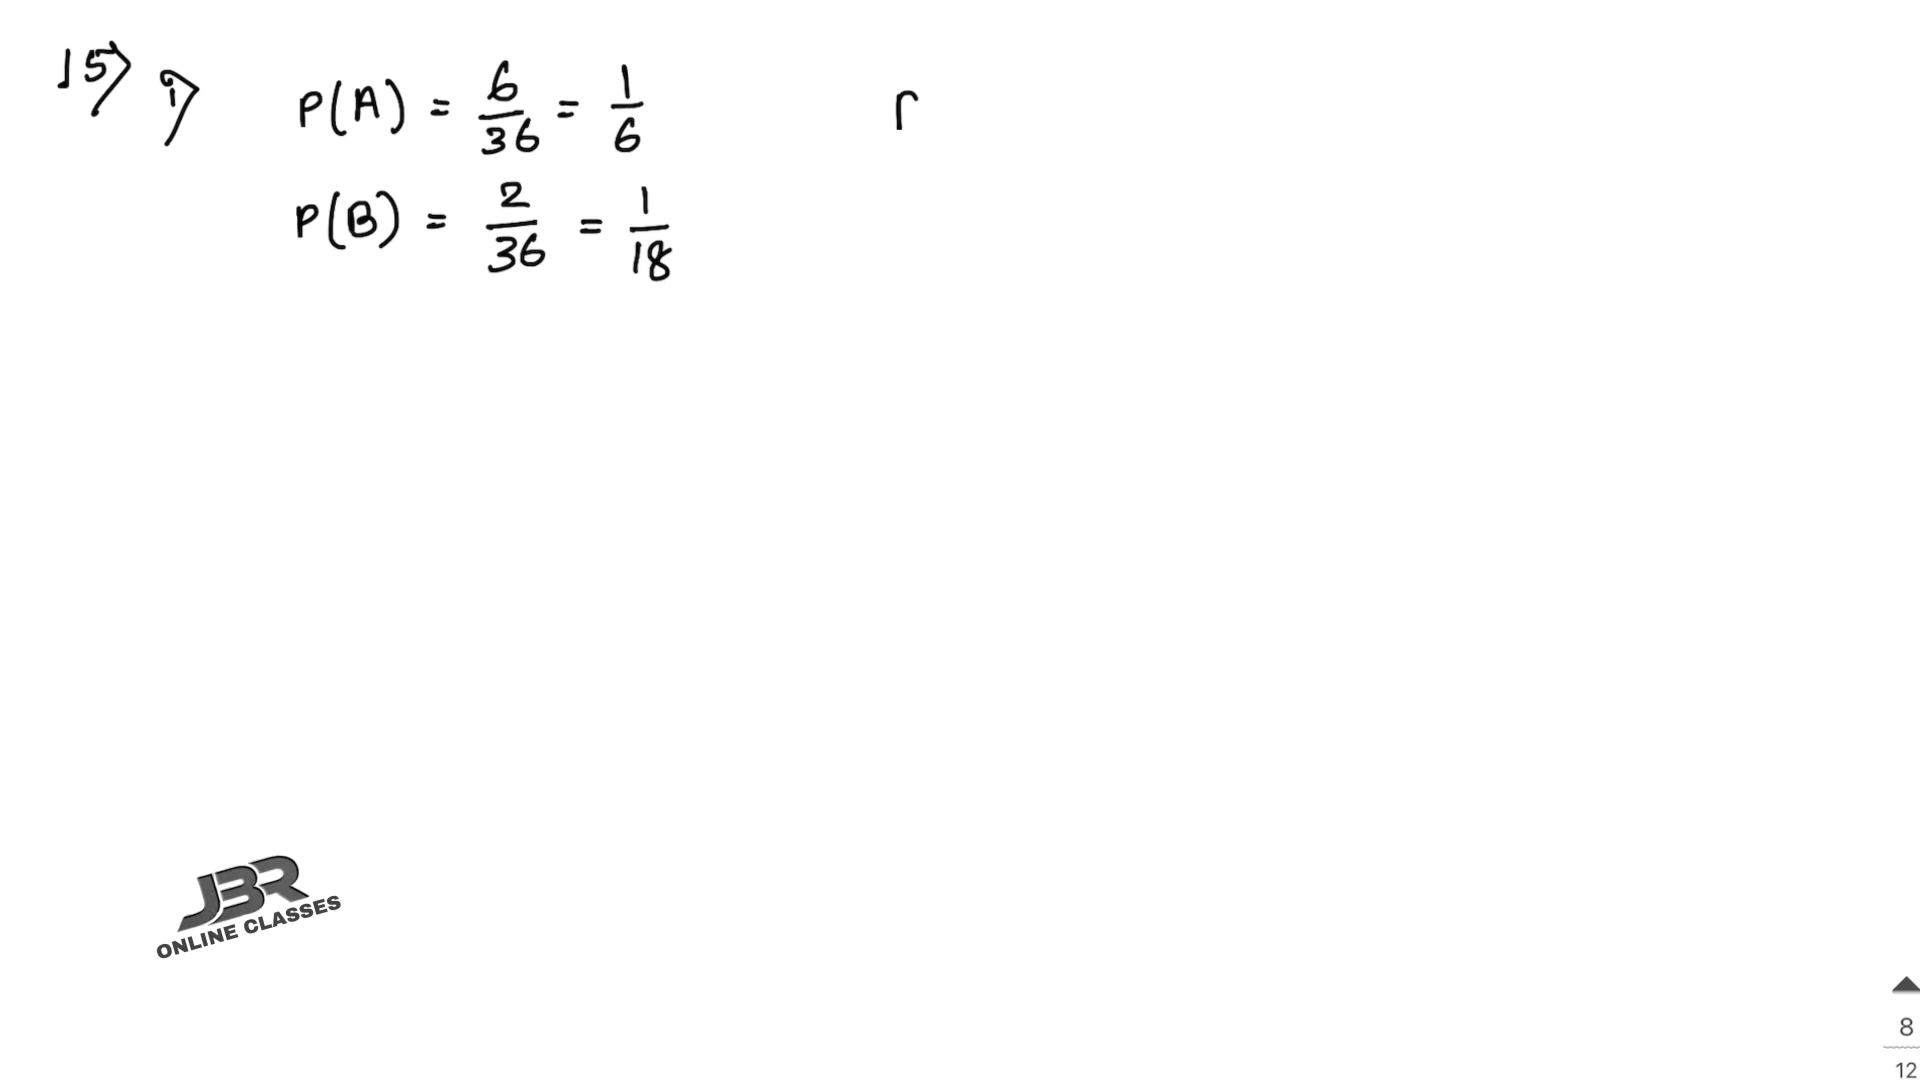 15) i) P(A) = 6/36 = 1/6
P(B) = 2/36 = 1/18
JBR
ONLINE CLASSES
8
12